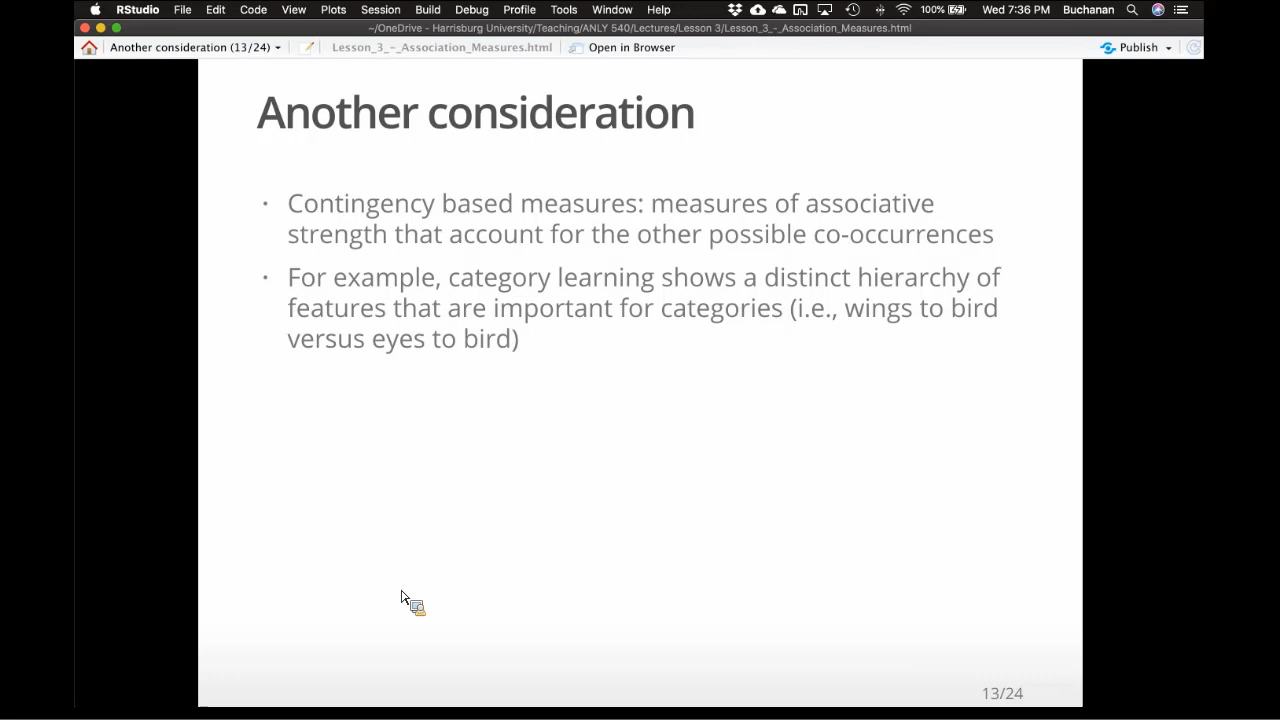 RStudio File Edit Code View Plots Session Build Debug Profile Tools Window Help 100% Wed 7:36 PM Buchanan
~/OneDrive - Harrisburg University/Teaching/ANLY 540/Lectures/Lesson 3/Lesson_3_-_Association_Measures.html
Another consideration (13/24) Lesson_3_-_Association_Measures.html Open in Browser Publish
Another consideration
• Contingency based measures: measures of associative
strength that account for the other possible co-occurrences
• For example, category learning shows a distinct hierarchy of
features that are important for categories (i.e., wings to bird
versus eyes to bird)
13/24